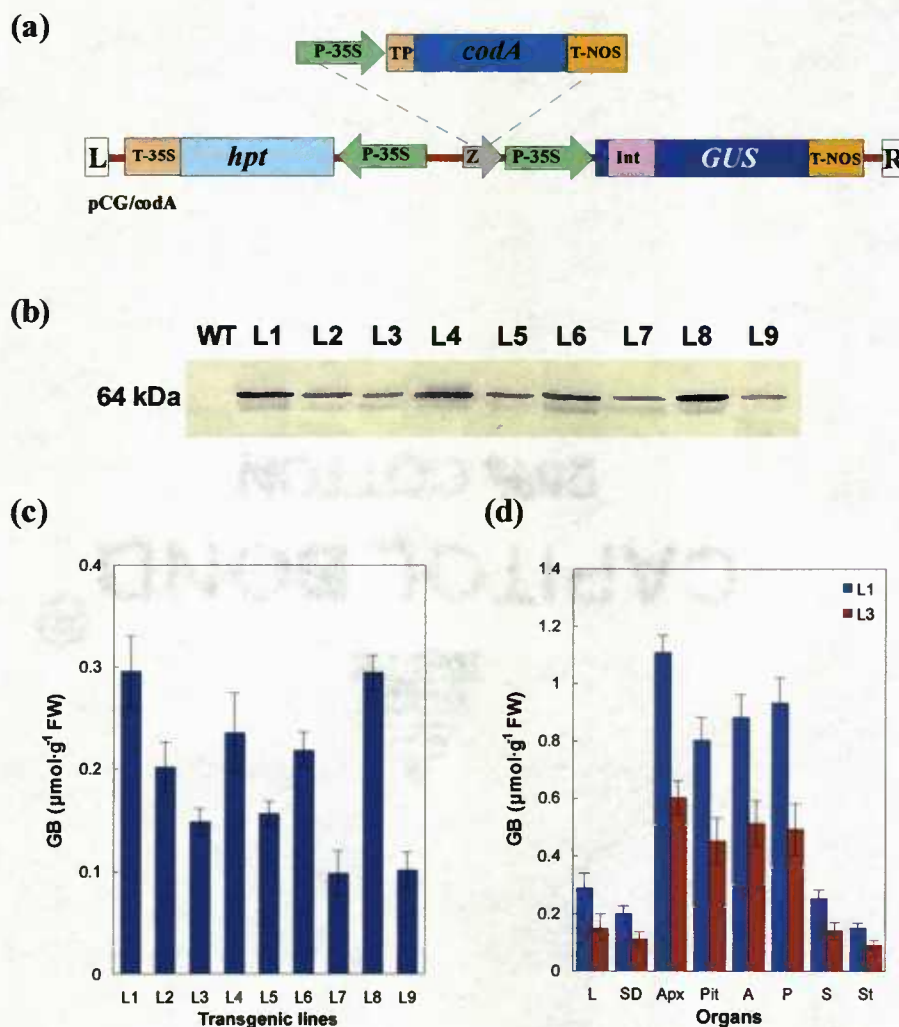 (a)
P-35S TP codA T-NOS
L T-35S hpt P-35S Z P-35S Int GUS T-NOS R
pCG/codA
(b)
WT L1 L2 L3 L4 L5 L6 L7 L8 L9
64 kDa
(c)
GB (µmol·g⁻¹ FW)
0.4
0.3
0.2
0.1
0
L1 L2 L3 L4 L5 L6 L7 L8 L9
Transgenic lines
(d)
GB (µmol·g⁻¹ FW)
1.4
1.2
1
0.8
0.6
0.4
0.2
0
L1
L3
L SD Apx Pit A P S St
Organs